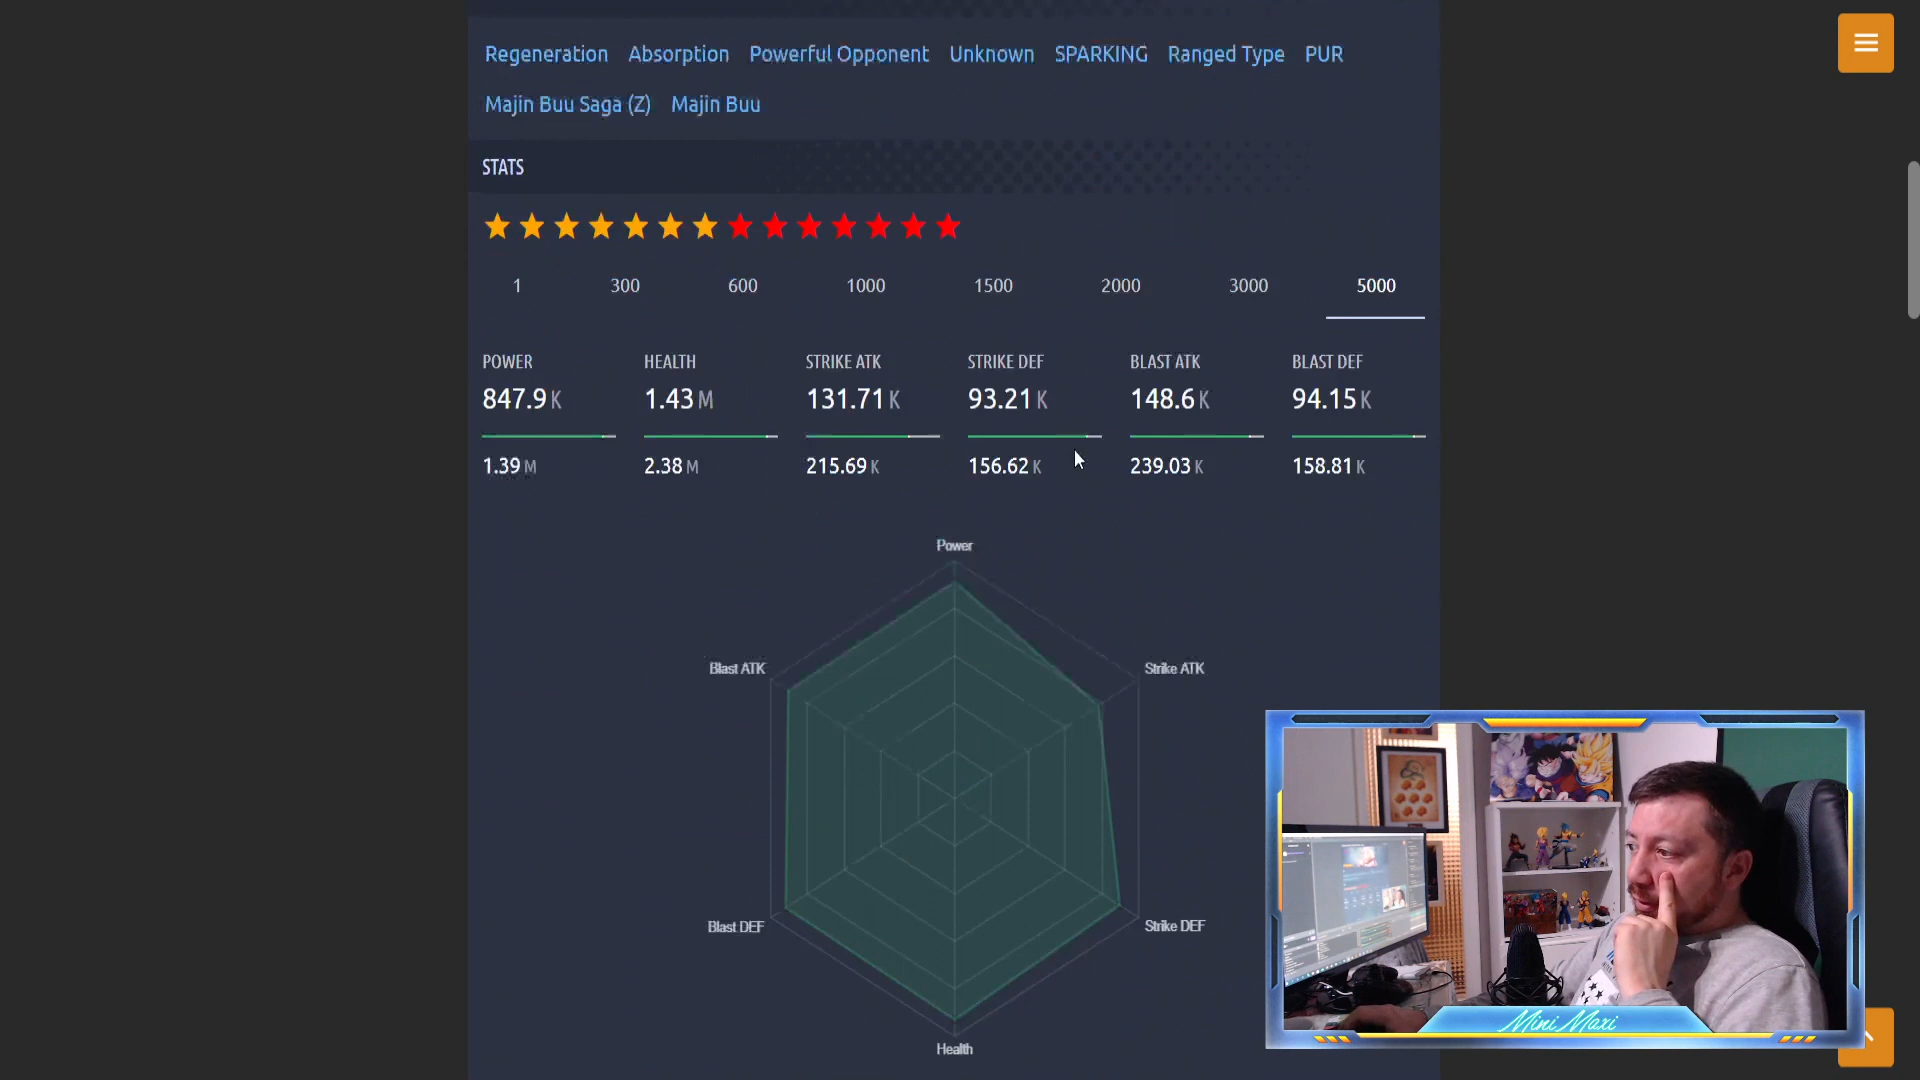 Regeneration Absorption Powerful Opponent Unknown SPARKING Ranged Type PUR
Majin Buu Saga (Z) Majin Buu
STATS
1 300 600 1000 1500 2000 3000 5000
POWER HEALTH STRIKE ATK STRIKE DEF BLAST ATK BLAST DEF
847.9 K 1.43 M 131.71 K 93.21 K 148.6 K 94.15 K
1.39 M 2.38 M 215.69 K 156.62 K 239.03 K 158.81 K
Power
Blast ATK Strike ATK
Blast DEF Strike DEF
Health
Mini Maxi